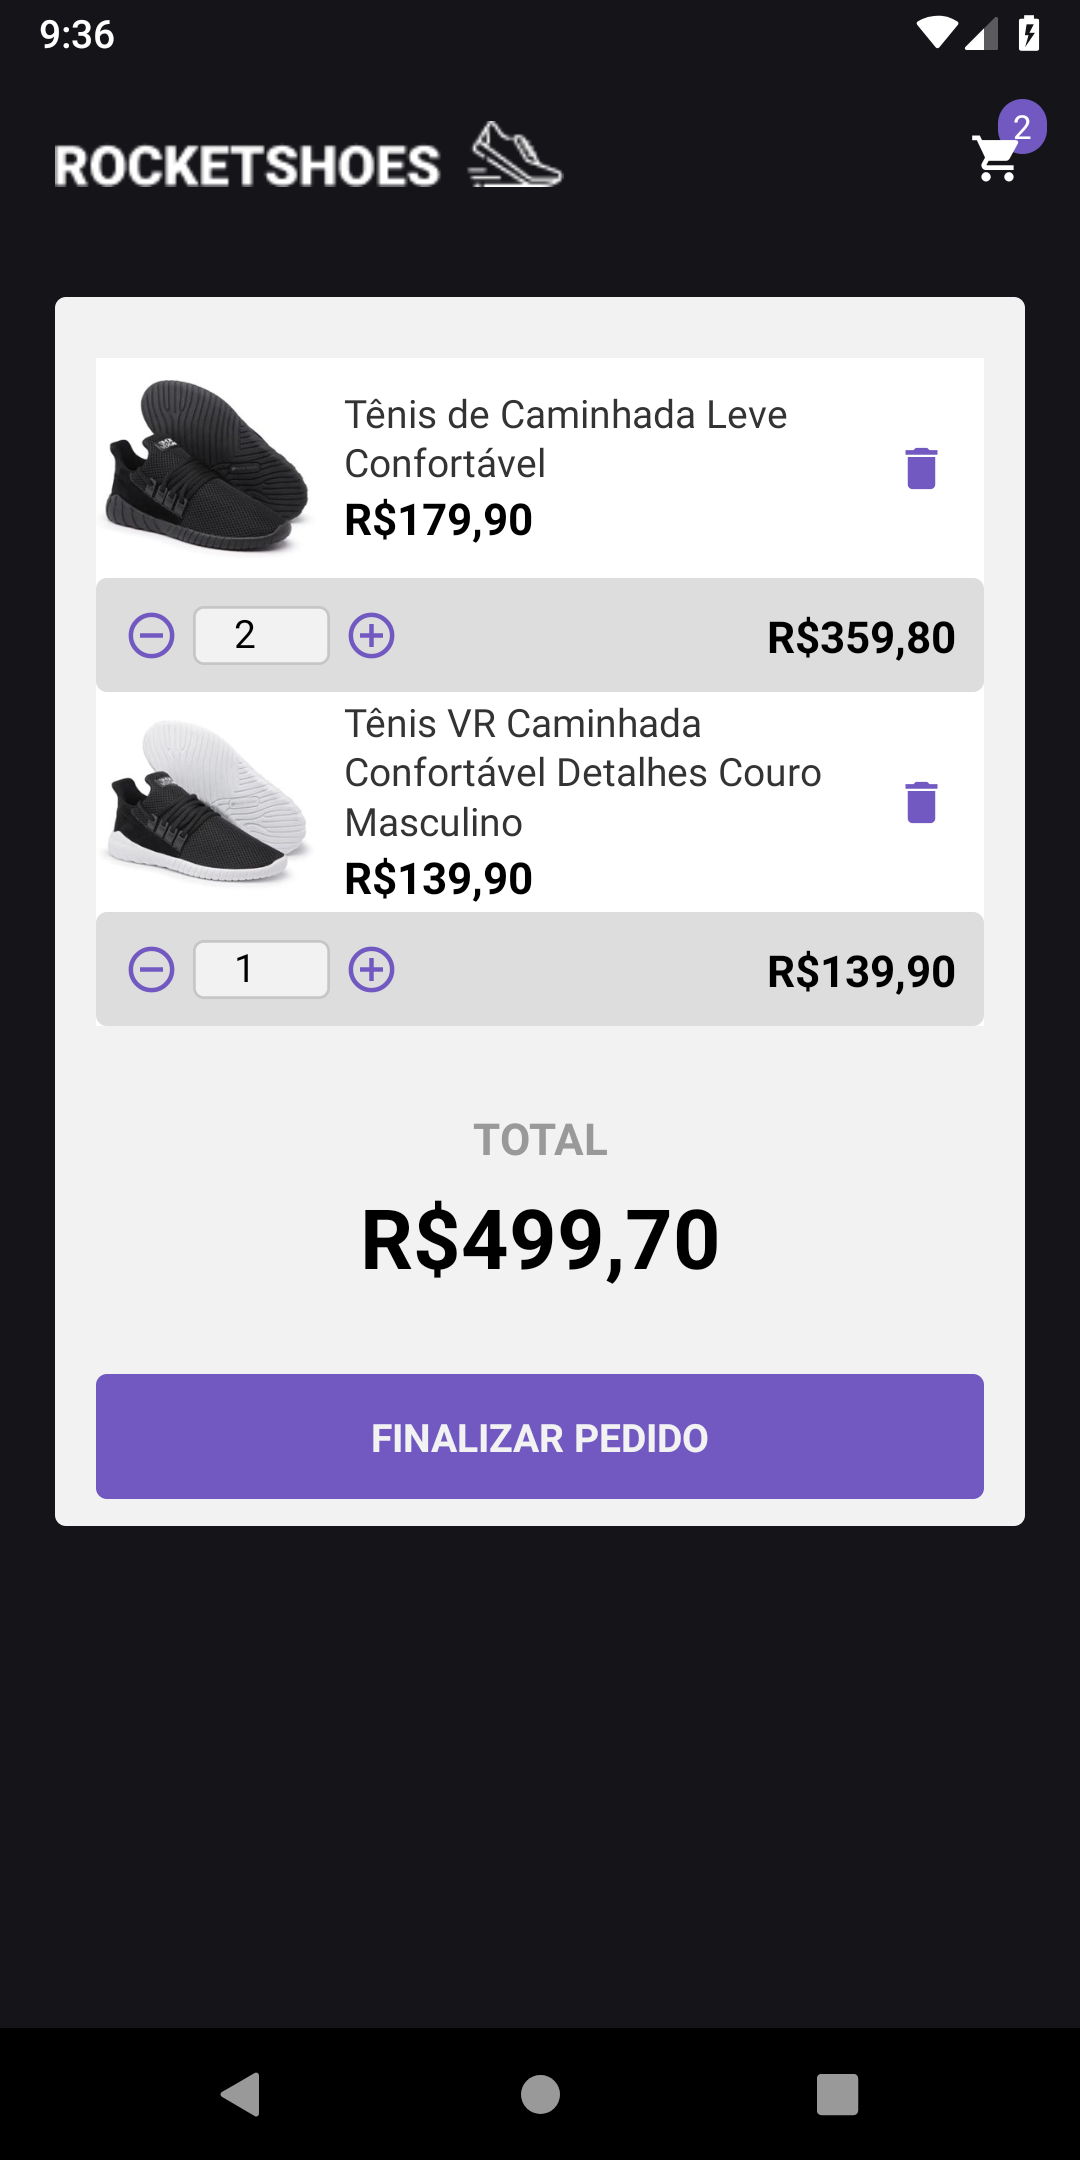 9:36
2
ROCKETSHOES
Tênis de Caminhada Leve
Confortável
R$179,90
2
R$359,80
Tênis VR Caminhada
Confortável Detalhes Couro
Masculino
R$139,90
1
R$139,90
TOTAL
R$499,70
FINALIZAR PEDIDO